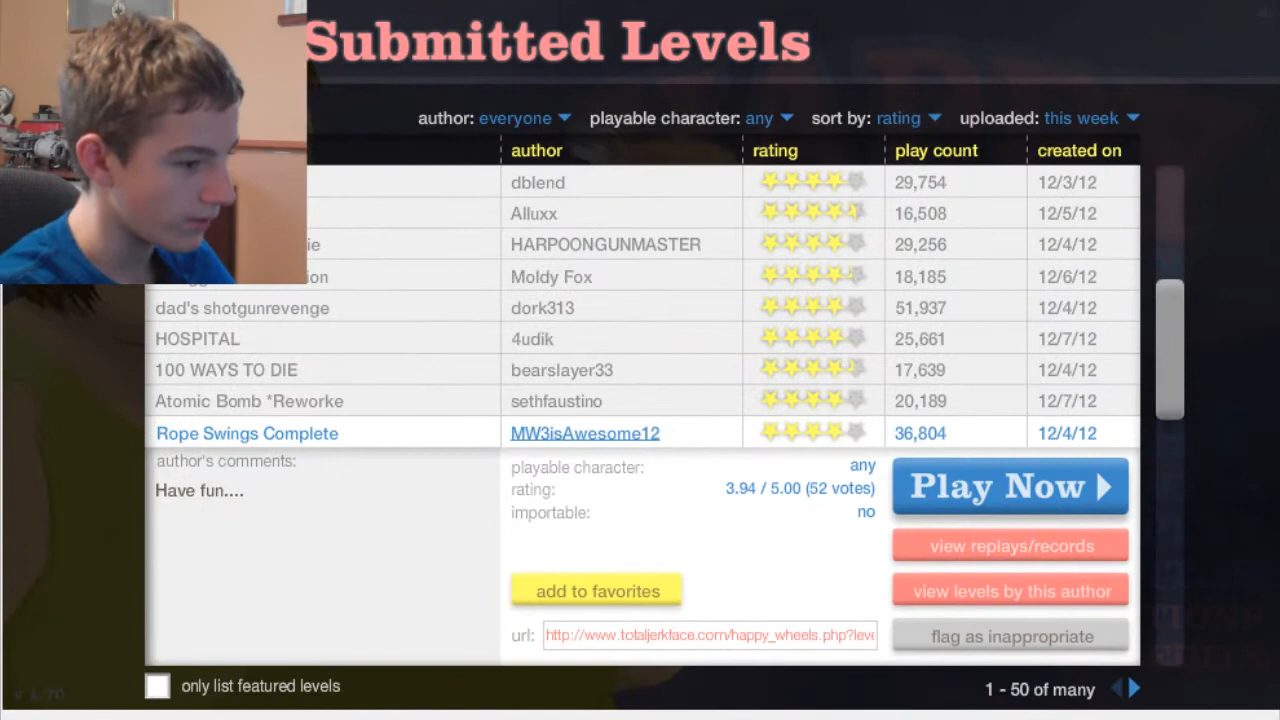 Submitted Levels
author: everyone playable character: any sort by: rating uploaded: this week
author rating play count created on
dblend 29,754 12/3/12
Alluxx 16,508 12/5/12
ie HARPOONGUNMASTER 29,256 12/4/12
ion Moldy Fox 18,185 12/6/12
dad's shotgunrevenge dork313 51,937 12/4/12
HOSPITAL 4udik 25,661 12/7/12
100 WAYS TO DIE bearslayer33 17,639 12/4/12
Atomic Bomb *Reworke sethfaustino 20,189 12/7/12
Rope Swings Complete MW3isAwesome12 36,804 12/4/12
author's comments:
Have fun....
playable character: any
rating: 3.94 / 5.00 (52 votes)
importable: no
Play Now
view replays/records
add to favorites
view levels by this author
url: http://www.totaljerkface.com/happy_wheels.php?leve
flag as inappropriate
only list featured levels
1 - 50 of many
v 1.70